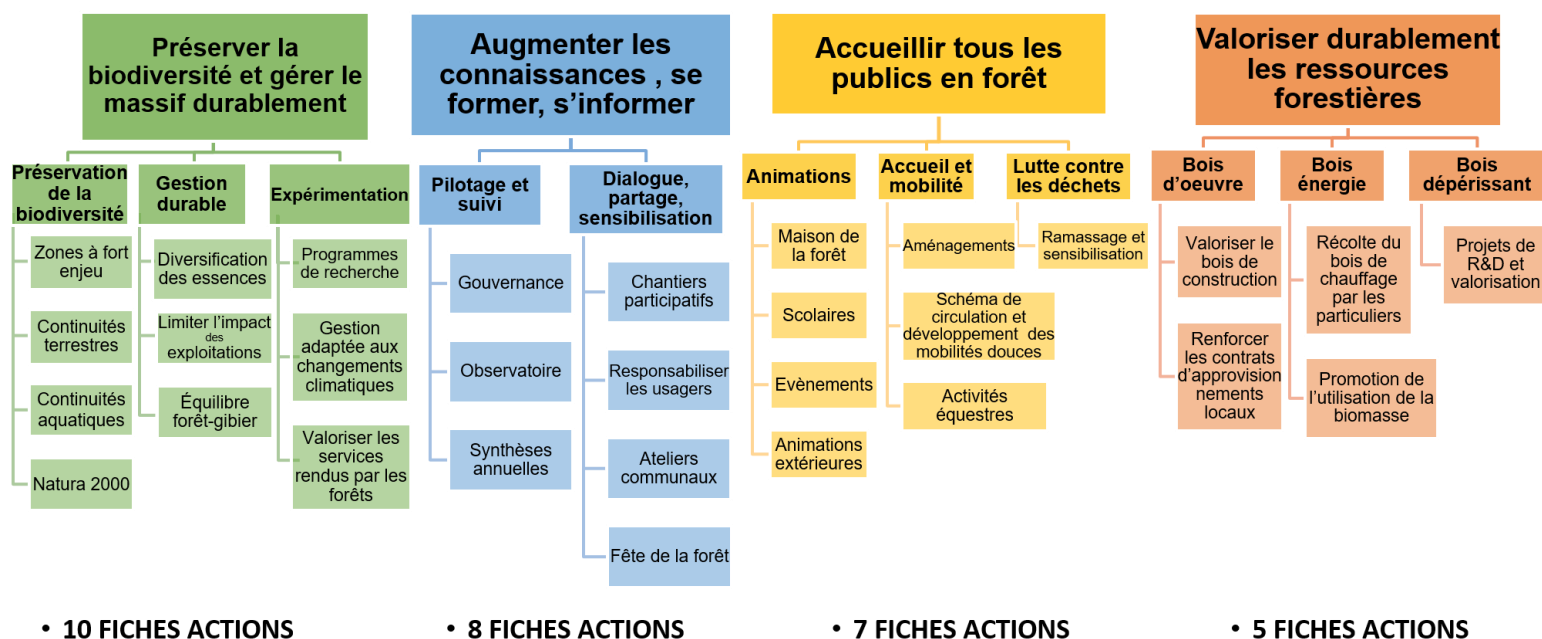 Préserver la
biodiversité et gérer le
massif durablement
Préservation
de la
biodiversité
Zones à fort
enjeu
Continuités
terrestres
Continuités
aquatiques
Natura 2000
Gestion
durable
Diversification
des essences
Limiter l'impact
des
exploitations
Équilibre
forêt-gibier
Expérimentation
Programmes
de recherche
Gestion
adaptée aux
changements
climatiques
Valoriser les
services
rendus par les
forêts
• 10 FICHES ACTIONS
Augmenter les
connaissances , se
former, s'informer
Pilotage et
suivi
Gouvernance
Observatoire
Synthèses
annuelles
Dialogue,
partage,
sensibilisation
Chantiers
participatifs
Responsabiliser
les usagers
Ateliers
communaux
Fête de la forêt
• 8 FICHES ACTIONS
Accueillir tous les
publics en forêt
Animations
Maison de
la forêt
Scolaires
Evènements
Animations
extérieures
Accueil et
mobilité
Aménagements
Schéma de
circulation et
développement des
mobilités douces
Activités
équestres
Lutte contre
les déchets
Ramassage et
sensibilisation
• 7 FICHES ACTIONS
Valoriser durablement
les ressources
forestières
Bois
d'oeuvre
Valoriser le
bois de
construction
Renforcer
les contrats
d'approvision
nements
locaux
Bois
énergie
Récolte du
bois de
chauffage
par les
particuliers
Promotion de
l'utilisation de la
biomasse
Bois
dépérissant
Projets de
R&D et
valorisation
• 5 FICHES ACTIONS